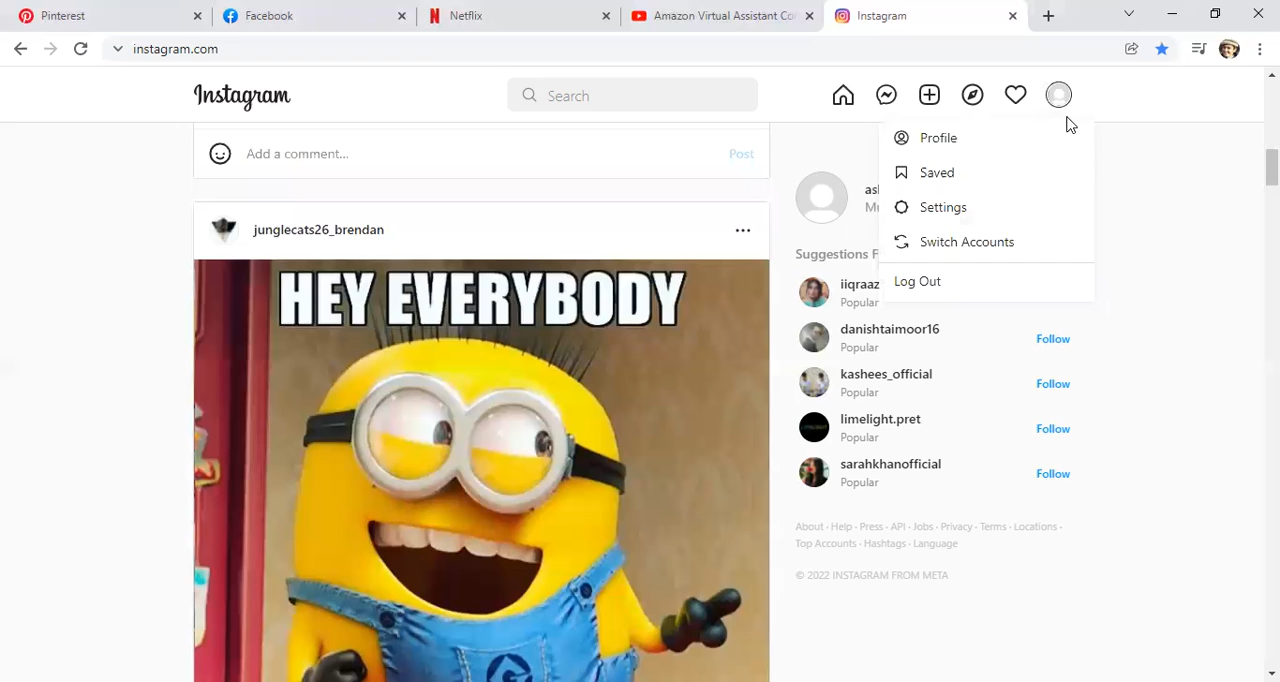 Pinterest
Facebook
Netflix
Amazon Virtual Assistant Co
Instagram
instagram.com
Instagram
Search
Add a comment...
Post
Profile
Saved
Settings
Switch Accounts
Log Out
junglecats26_brendan
Suggestions F
iiqraaz
Popular
danishtaimoor16
Popular
Follow
kashees_official
Popular
Follow
limelight.pret
Popular
Follow
sarahkhanofficial
Popular
Follow
HEY EVERYBODY
About · Help · Press · API · Jobs · Privacy · Terms · Locations ·
Top Accounts · Hashtags · Language
© 2022 INSTAGRAM FROM META